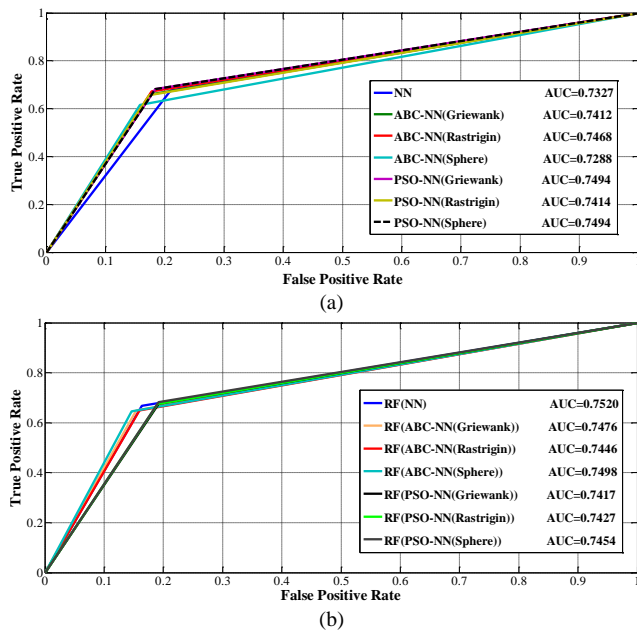 1
0.8
0.6
0.4
0.2
0
True Positive Rate
NN AUC=0.7327
ABC-NN(Griewank) AUC=0.7412
ABC-NN(Rastrigin) AUC=0.7468
ABC-NN(Sphere) AUC=0.7288
PSO-NN(Griewank) AUC=0.7494
PSO-NN(Rastrigin) AUC=0.7414
PSO-NN(Sphere) AUC=0.7494
0 0.1 0.2 0.3 0.4 0.5 0.6 0.7 0.8 0.9 1
False Positive Rate
(a)
1
0.8
0.6
0.4
0.2
0
True Positive Rate
RF(NN) AUC=0.7520
RF(ABC-NN(Griewank)) AUC=0.7476
RF(ABC-NN(Rastrigin)) AUC=0.7446
RF(ABC-NN(Sphere)) AUC=0.7498
RF(PSO-NN(Griewank)) AUC=0.7417
RF(PSO-NN(Rastrigin)) AUC=0.7427
RF(PSO-NN(Sphere)) AUC=0.7454
0 0.1 0.2 0.3 0.4 0.5 0.6 0.7 0.8 0.9 1
False Positive Rate
(b)